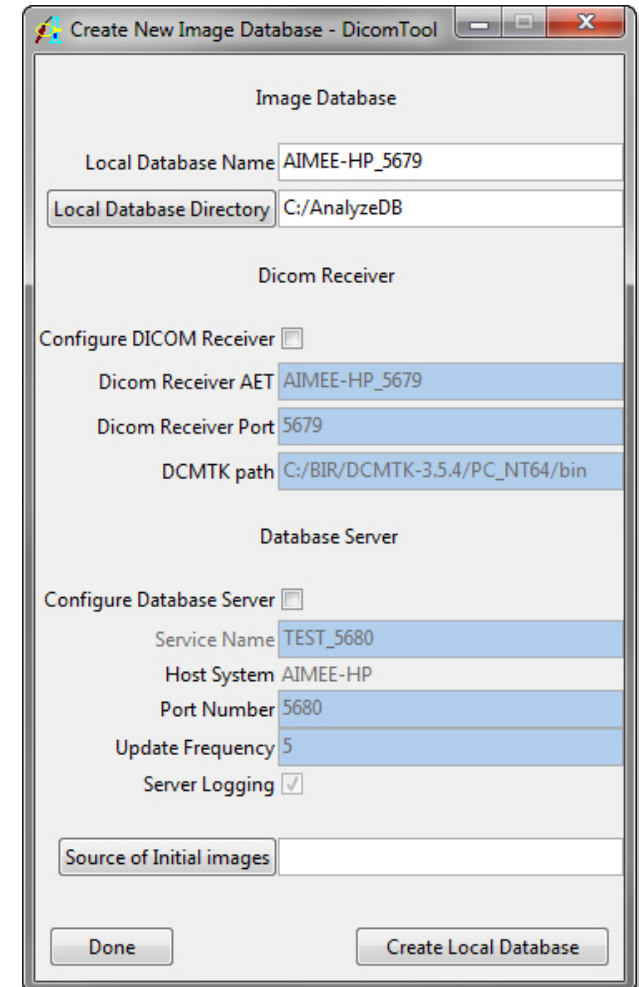 Create New Image Database - DicomTool
Image Database
Local Database Name AIMEE-HP_5679
Local Database Directory C:/AnalyzeDB
Dicom Receiver
Configure DICOM Receiver
Dicom Receiver AET AIMEE-HP_5679
Dicom Receiver Port 5679
DCMTK path C:/BIR/DCMTK-3.5.4/PC_NT64/bin
Database Server
Configure Database Server
Service Name TEST_5680
Host System AIMEE-HP
Port Number 5680
Update Frequency 5
Server Logging
Source of Initial images
Done Create Local Database